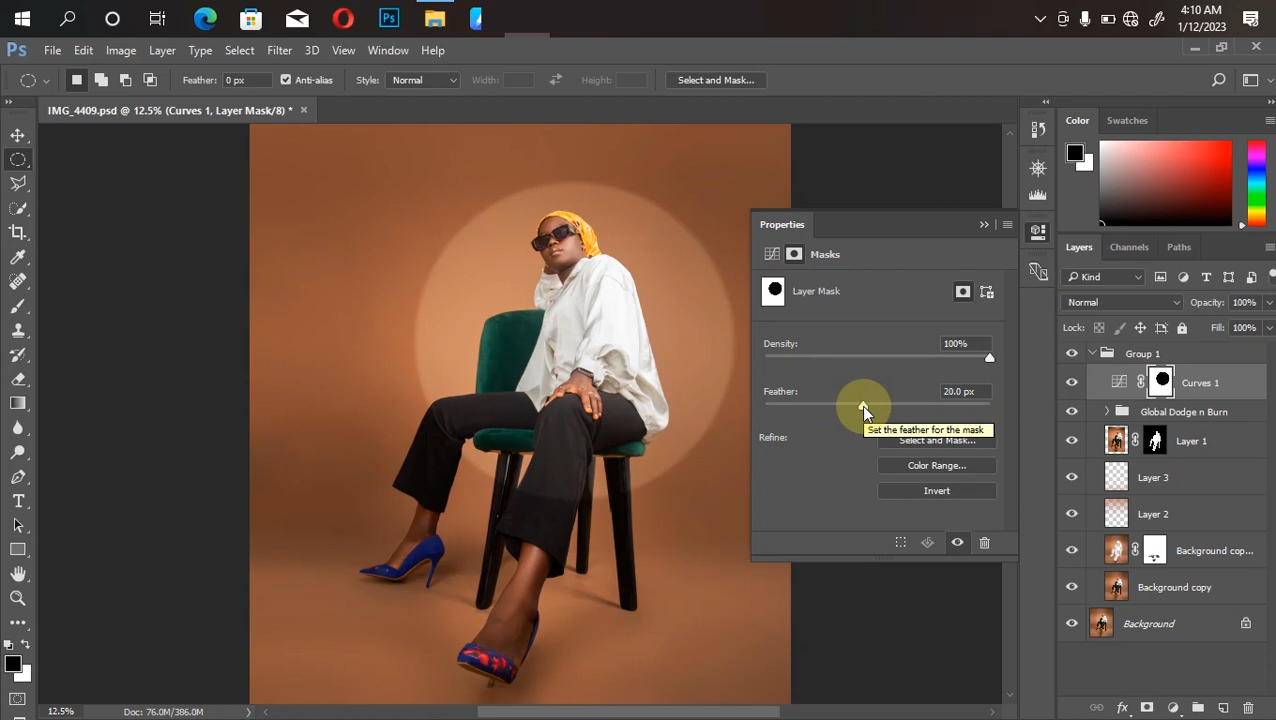 4:10 AM
1/12/2023
Ps
Ps File Edit Image Layer Type Select Filter 3D View Window Help
Feather: 0 px Anti-alias Style: Normal Width: Height: Select and Mask...
IMG_4409.psd @ 12.5% (Curves 1, Layer Mask/8) * ×
Color Swatches
Properties
Masks
Layer Mask
Density: 100%
Feather: 20.0 px
Set the feather for the mask
Refine: Select and Mask...
Color Range...
Invert
Layers Channels Paths
Kind
Normal Opacity: 100%
Lock: Fill: 100%
Group 1
Curves 1
Global Dodge n Burn
Layer 1
Layer 3
Layer 2
Background cop...
Background copy
Background
12.5% Doc: 76.0M/386.0M